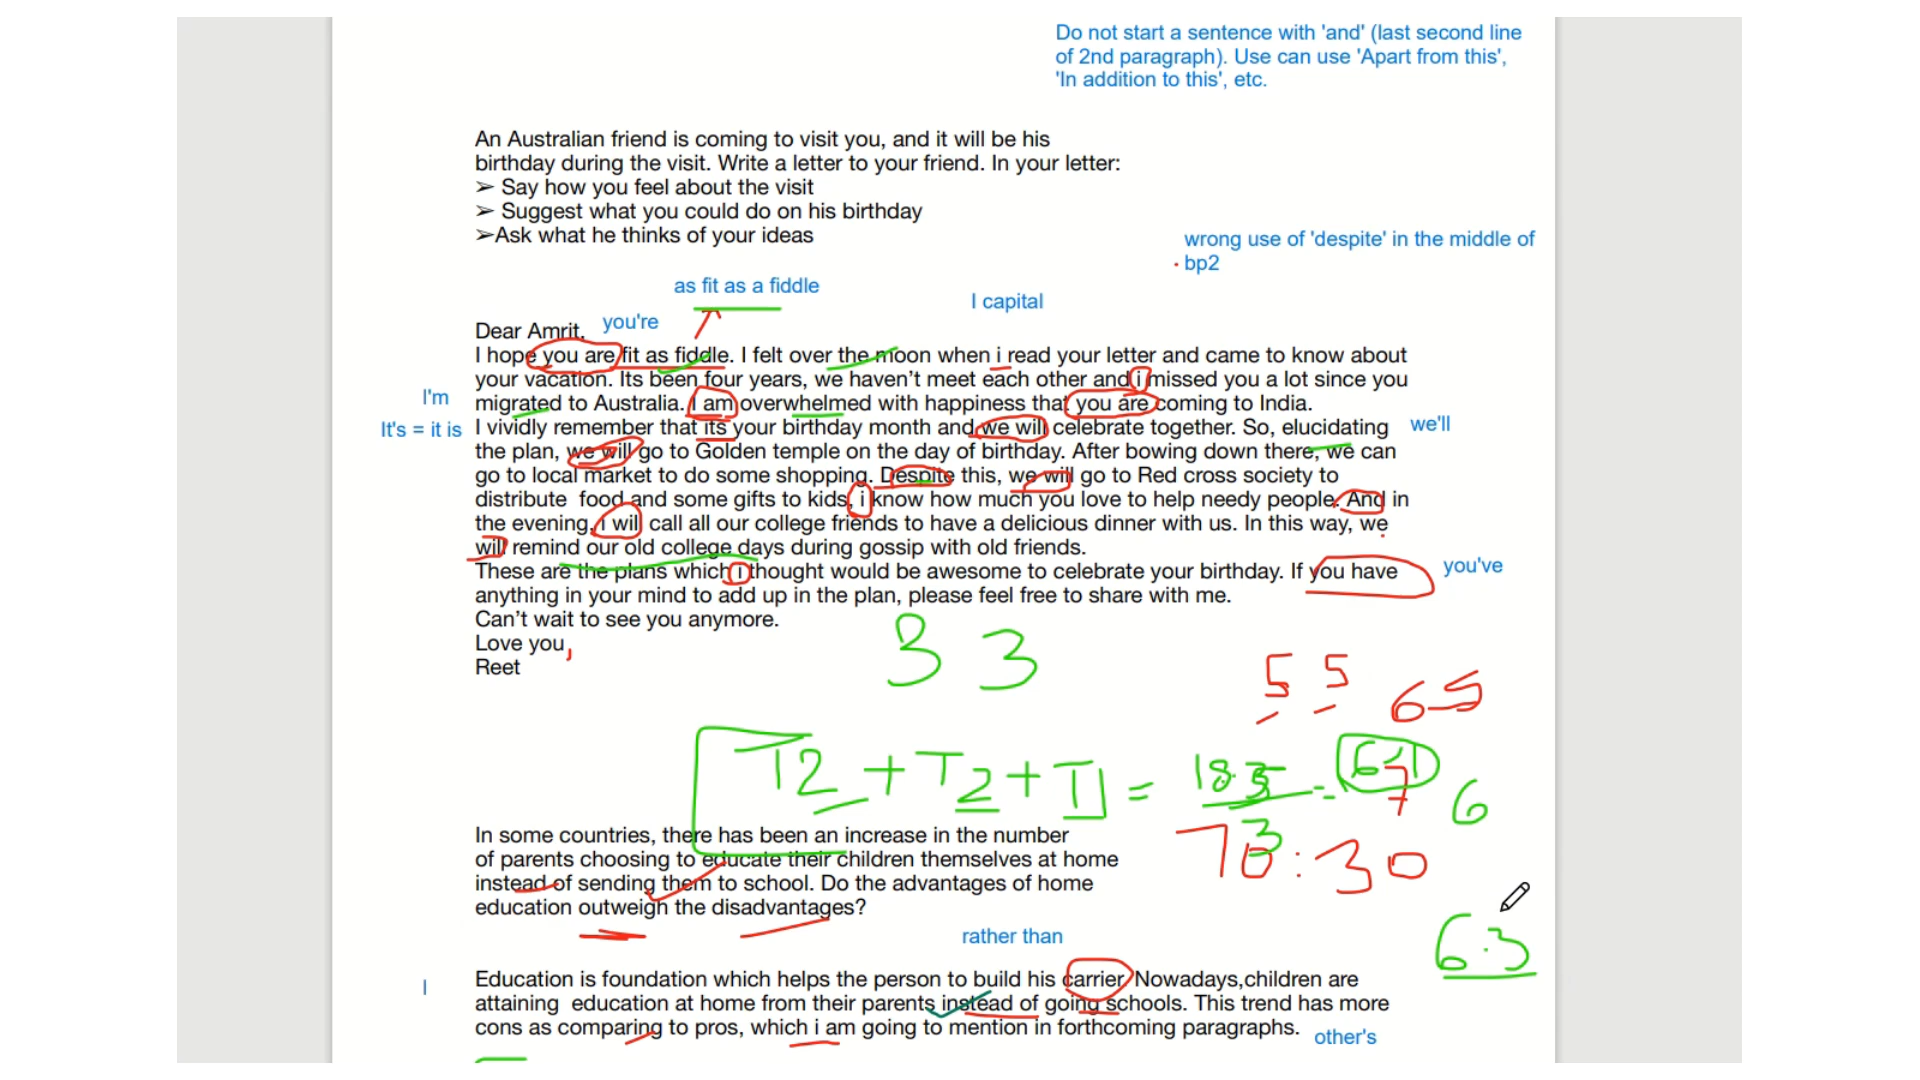 Do not start a sentence with 'and' (last second line
of 2nd paragraph). Use can use 'Apart from this',
'In addition to this', etc.
An Australian friend is coming to visit you, and it will be his
birthday during the visit. Write a letter to your friend. In your letter:
➢ Say how you feel about the visit
➢ Suggest what you could do on his birthday
➢Ask what he thinks of your ideas
wrong use of 'despite' in the middle of
bp2
as fit as a fiddle
I capital
you're
Dear Amrit,
I hope you are fit as fiddle. I felt over the moon when i read your letter and came to know about
your vacation. Its been four years, we haven't meet each other and i missed you a lot since you
I'm
migrated to Australia. I am overwhelmed with happiness that you are coming to India.
It's = it is
I vividly remember that its your birthday month and we will celebrate together. So, elucidating
we'll
the plan, we will go to Golden temple on the day of birthday. After bowing down there, we can
go to local market to do some shopping. Despite this, we will go to Red cross society to
distribute  food and some gifts to kids, i know how much you love to help needy people. And in
the evening, i will call all our college friends to have a delicious dinner with us. In this way, we
will remind our old college days during gossip with old friends.
These are the plans which i thought would be awesome to celebrate your birthday. If you have
you've
anything in your mind to add up in the plan, please feel free to share with me.
Can't wait to see you anymore.
Love you,
Reet
3 3
5 5 6 5
T2 + T2 + T1 = 18.3
7 6
3
70 : 30
In some countries, there has been an increase in the number
of parents choosing to educate their children themselves at home
instead of sending them to school. Do the advantages of home
education outweigh the disadvantages?
6.3
rather than
Education is foundation which helps the person to build his carrier. Nowadays,children are
I
attaining  education at home from their parents instead of going schools. This trend has more
cons as comparing to pros, which i am going to mention in forthcoming paragraphs.
other's